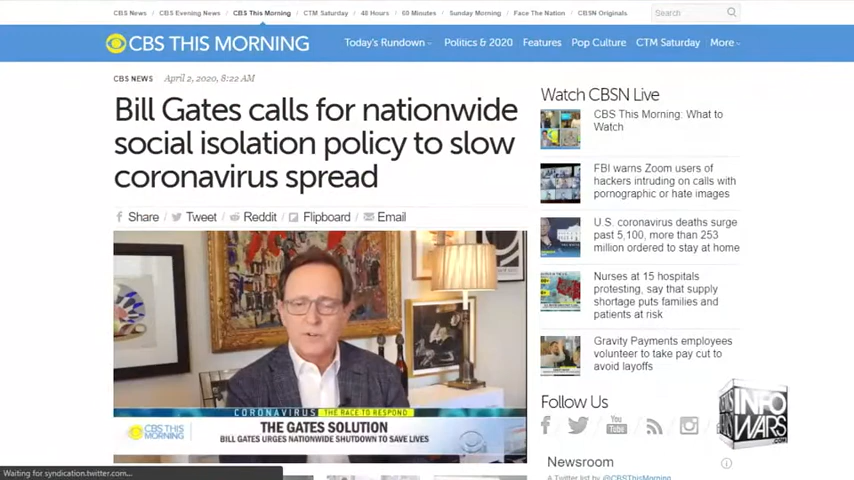 CBS News / CBS Evening News / CBS This Morning / CTM Saturday / 48 Hours / 60 Minutes / Sunday Morning / Face The Nation / CBSN Originals
Search
CBS THIS MORNING
Today's Rundown
Politics & 2020
Features
Pop Culture
CTM Saturday
More
CBS NEWS April 2, 2020, 8:22 AM
Bill Gates calls for nationwide
social isolation policy to slow
coronavirus spread
Share / Tweet / Reddit / Flipboard / Email
CORONAVIRUS THE RACE TO RESPOND
CBS THIS
MORNING
THE GATES SOLUTION
BILL GATES URGES NATIONWIDE SHUTDOWN TO SAVE LIVES
Watch CBSN Live
CBS This Morning: What to
Watch
FBI warns Zoom users of
hackers intruding on calls with
pornographic or hate images
U.S. coronavirus deaths surge
past 5,100, more than 253
million ordered to stay at home
Nurses at 15 hospitals
protesting, say that supply
shortage puts families and
patients at risk
Gravity Payments employees
volunteer to take pay cut to
avoid layoffs
Follow Us
You
Tube
INFO
WARS
.COM
Newsroom
A Twitter list by @CBSThisMorning
Waiting for syndication.twitter.com...